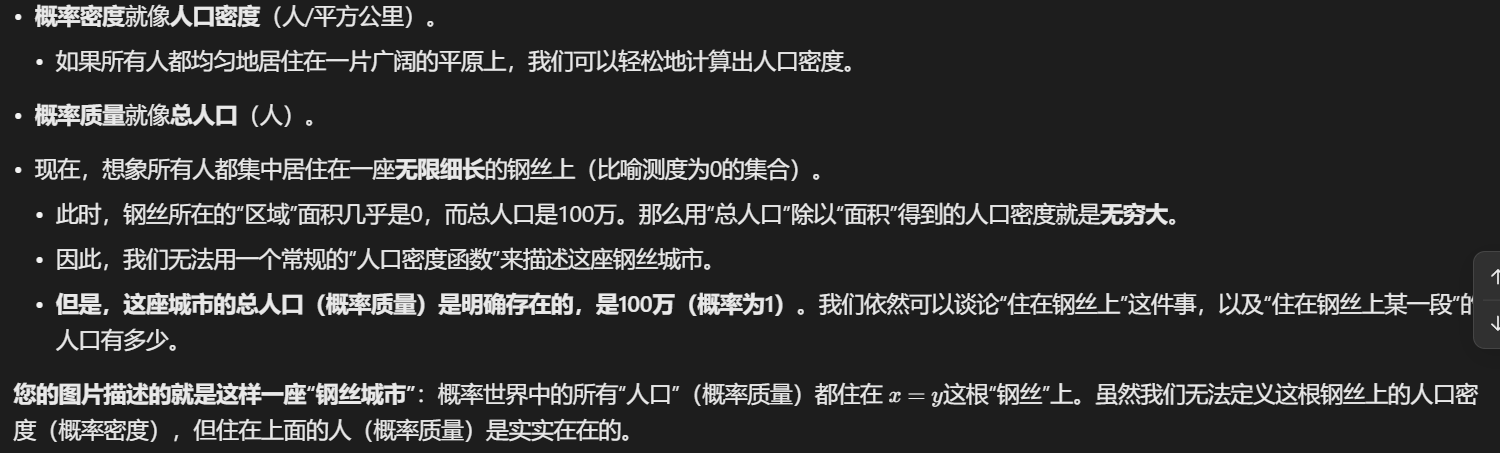 • 概率密度就像人口密度（人/平方公里）。
• 如果所有人都均匀地居住在一片广阔的平原上，我们可以轻松地计算出人口密度。
• 概率质量就像总人口（人）。
• 现在，想象所有人都集中居住在一座无限细长的钢丝上（比喻测度为0的集合）。
• 此时，钢丝所在的“区域”面积几乎是0，而总人口是100万。那么用“总人口”除以“面积”得到的人口密度就是无穷大。
• 因此，我们无法用一个常规的“人口密度函数”来描述这座钢丝城市。
• 但是，这座城市的总人口（概率质量）是明确存在的，是100万（概率为1）。我们依然可以谈论“住在钢丝上”这件事，以及“住在钢丝上某一段”的
人口有多少。
您的图片描述的就是这样一座“钢丝城市”：概率世界中的所有“人口”（概率质量）都住在 x = y这根“钢丝”上。虽然我们无法定义这根钢丝上的人口密
度（概率密度），但住在上面的人（概率质量）是实实在在的。